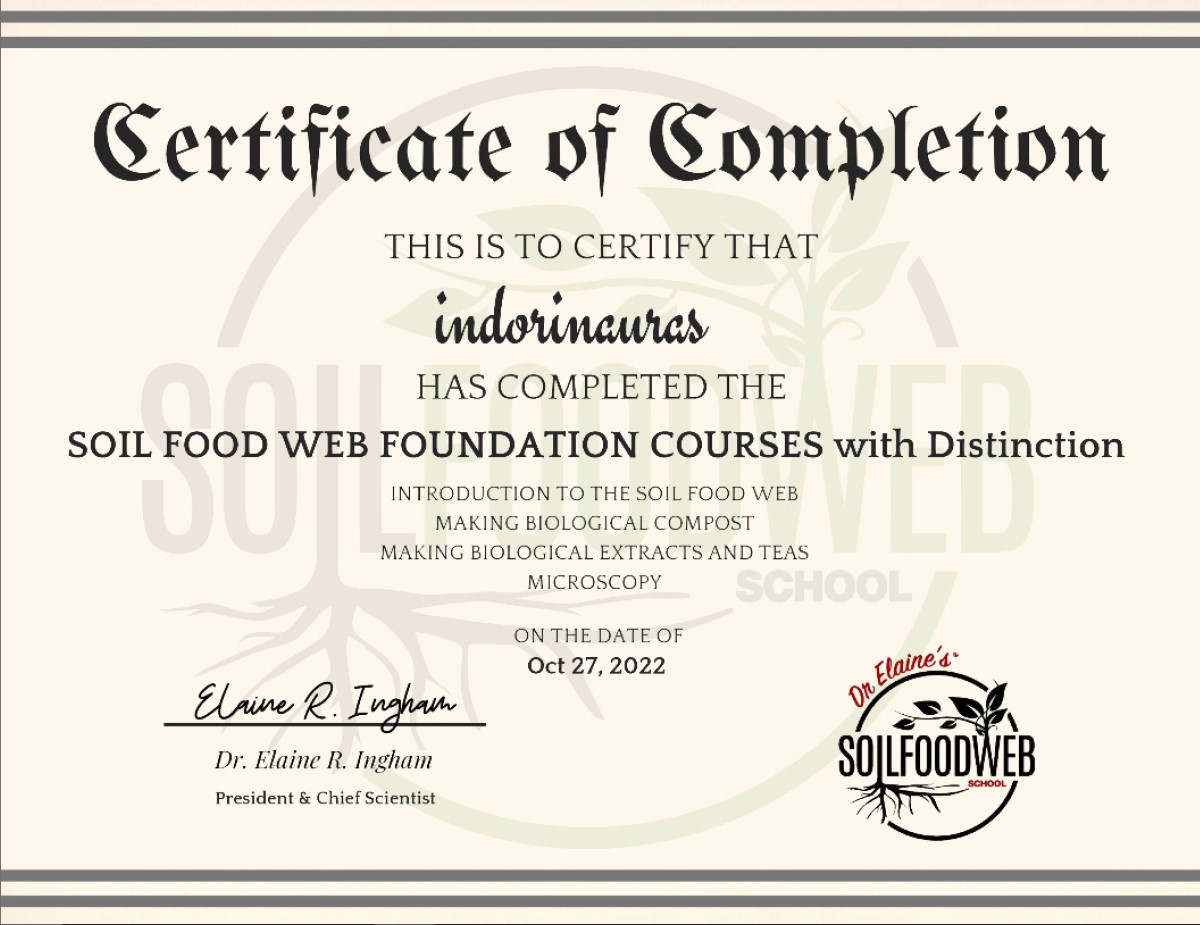 Certificate of Completion
THIS IS TO CERTIFY THAT
indorinauras
HAS COMPLETED THE
SOIL FOOD WEB FOUNDATION COURSES with Distinction
INTRODUCTION TO THE SOIL FOOD WEB
MAKING BIOLOGICAL COMPOST
MAKING BIOLOGICAL EXTRACTS AND TEAS
MICROSCOPY
SOILFOODWEB
SCHOOL
ON THE DATE OF
Oct 27, 2022
Elaine R. Ingham
Dr. Elaine R. Ingham
President & Chief Scientist
Dr Elaine's
SOILFOODWEB
SCHOOL